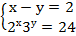 x − y = 2
2ˣ3ʸ = 24